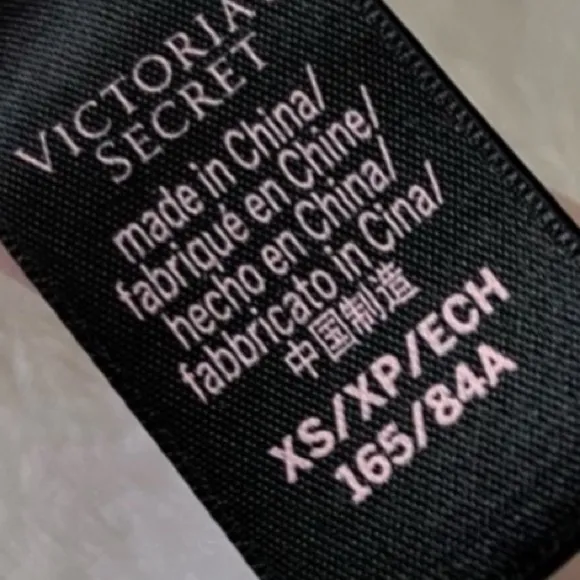 VICTORIA'S
SECRET
made in China/
fabriqué en Chine/
hecho en China/
fabbricato in Cina/
中国制造
XS/XP/ECH
165/84A